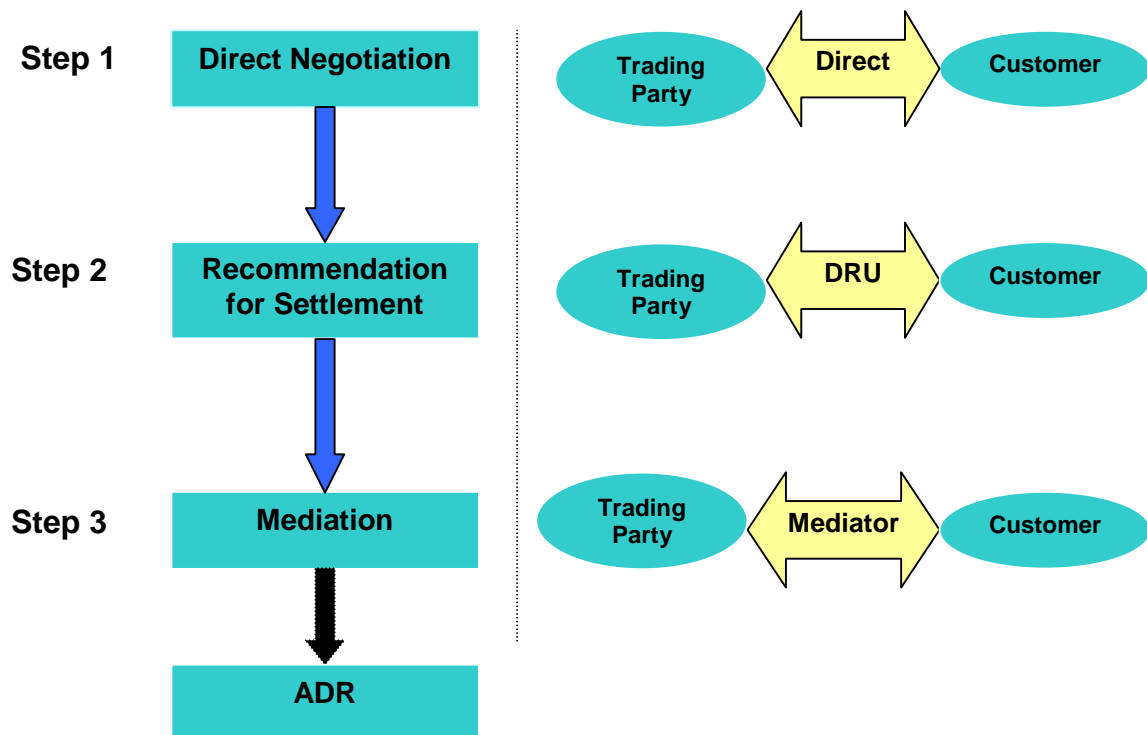 Step 1
Direct Negotiation
Trading
Party
Direct
Customer
Step 2
Recommendation
for Settlement
Trading
Party
DRU
Customer
Step 3
Mediation
Trading
Party
Mediator
Customer
ADR